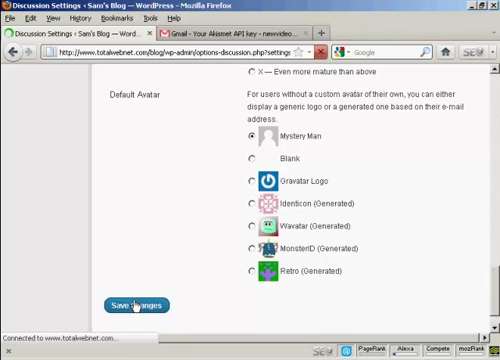 Discussion Settings ‹ Sam's Blog — WordPress - Mozilla Firefox
File Edit View History Bookmarks Tools Help
Discussion Settings ‹ Sam's Blog —...
Gmail - Your Akismet API key - newvideo...
http://www.totalwebnet.com/blog/wp-admin/options-discussion.php?settings
Google
X — Even more mature than above
Default Avatar
For users without a custom avatar of their own, you can either
display a generic logo or a generated one based on their e-mail
address.
Mystery Man
Blank
Gravatar Logo
Identicon (Generated)
Wavatar (Generated)
MonsterID (Generated)
Retro (Generated)
Save Changes
Connected to www.totalwebnet.com...
PageRank Alexa Compete mozRank